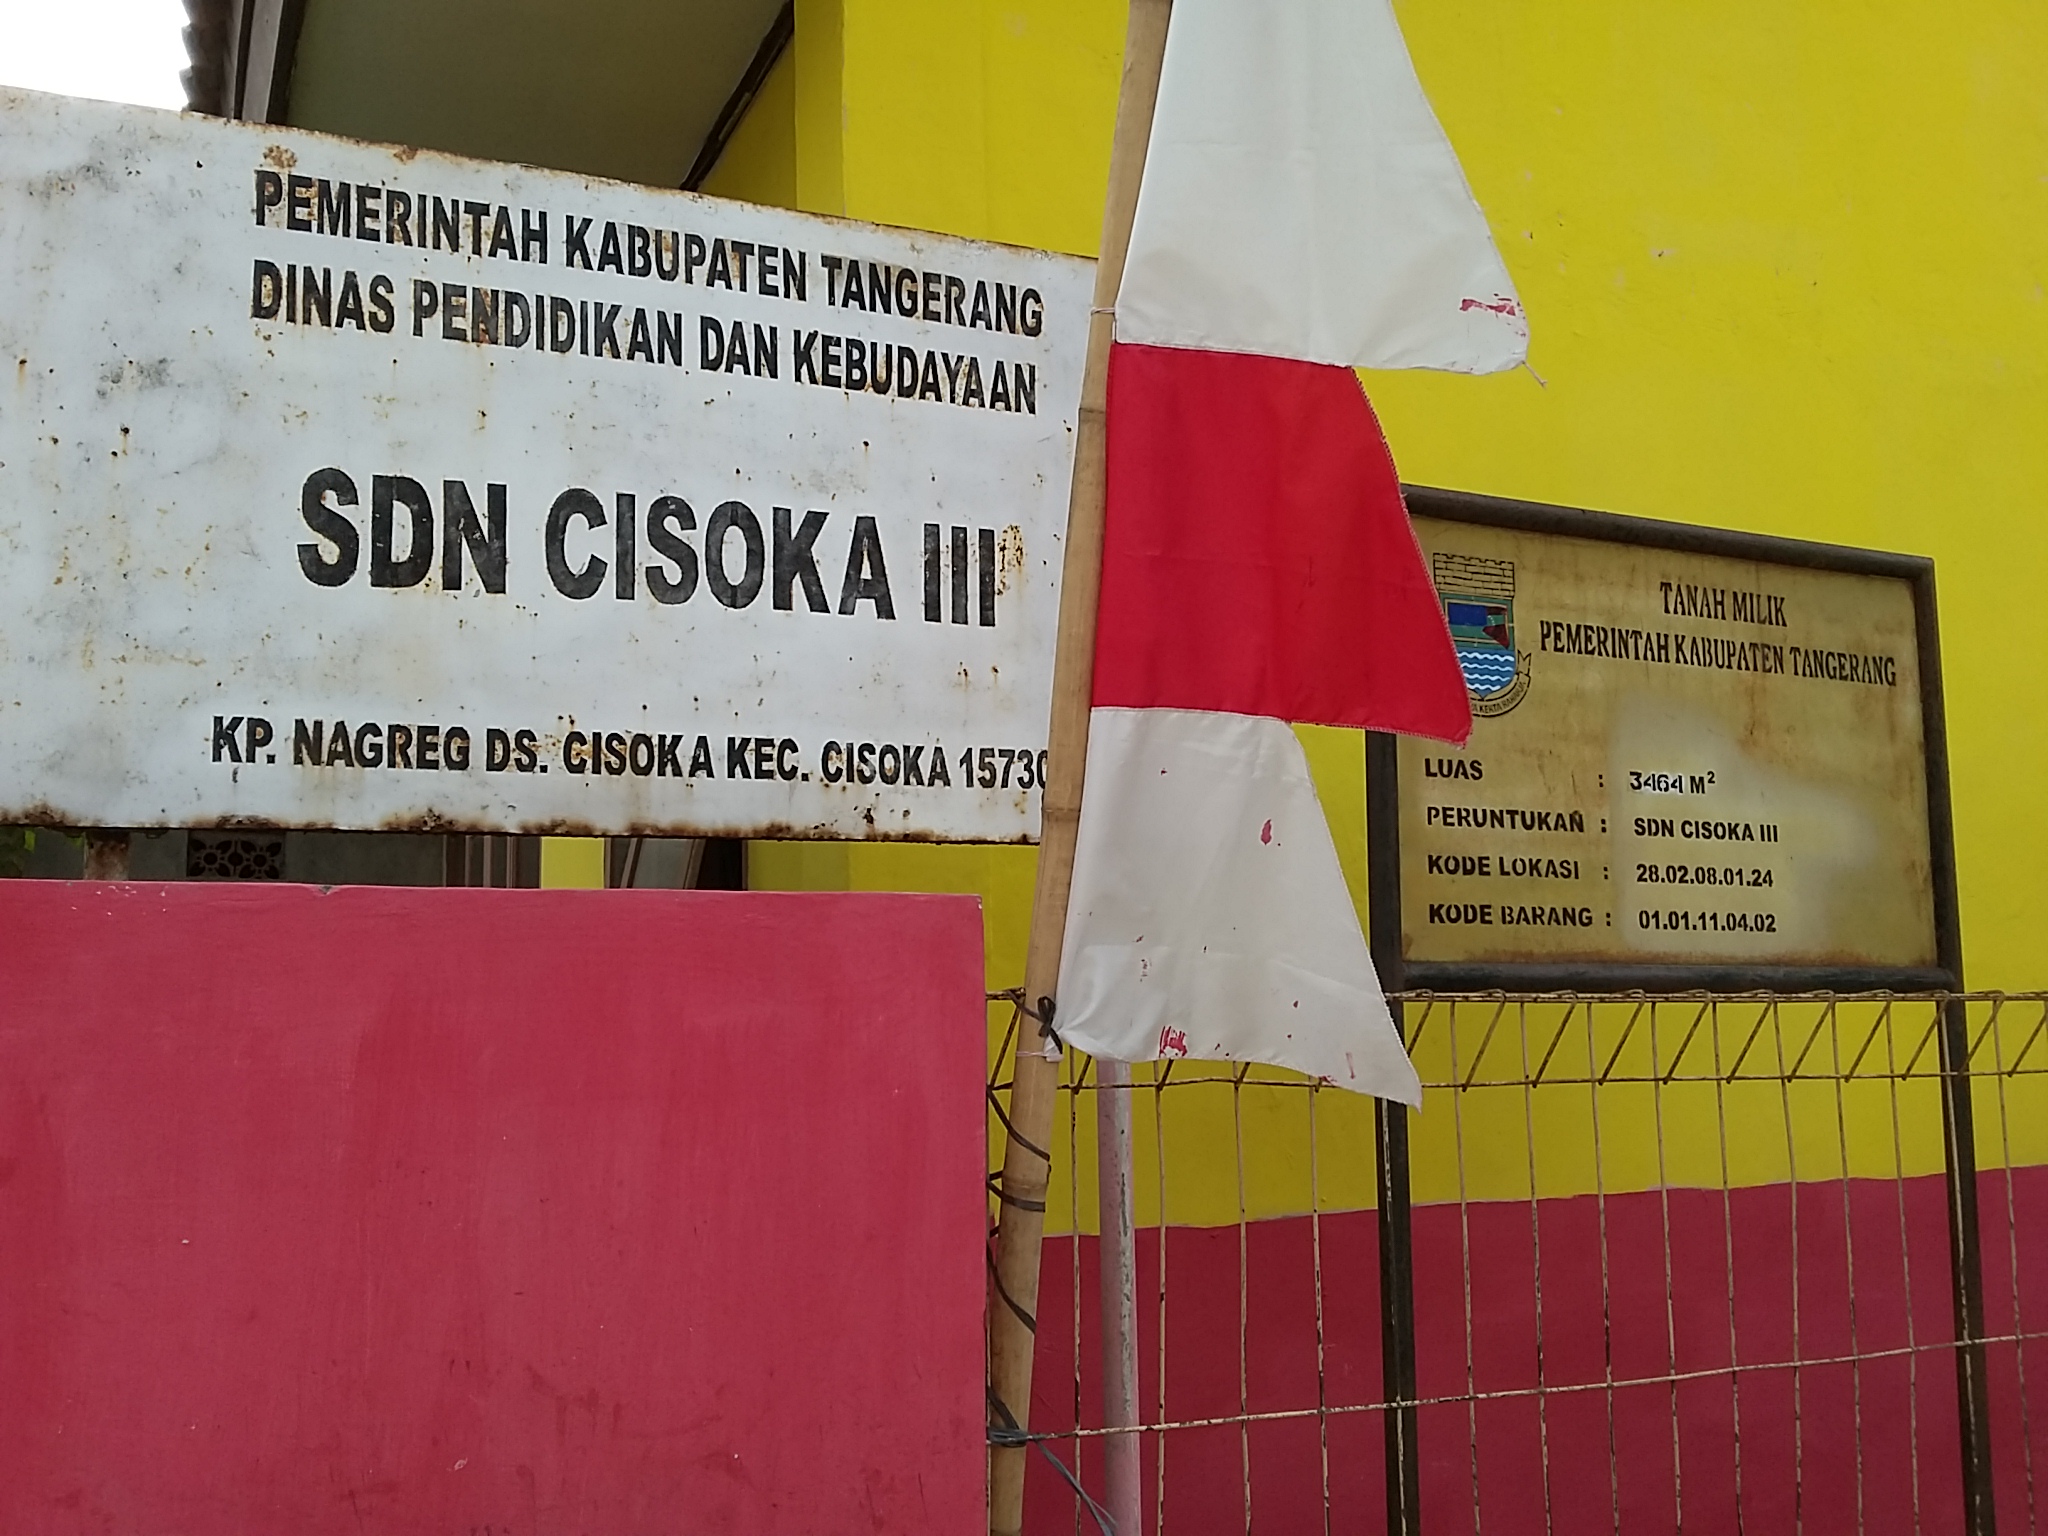 PEMERINTAH KABUPATEN TANGERANG
DINAS PENDIDIKAN DAN KEBUDAYAAN
SDN CISOKA III
KP. NAGREG DS. CISOKA KEC. CISOKA 15730
TANAH MILIK
PEMERINTAH KABUPATEN TANGERANG
LUAS : 3464 M²
PERUNTUKAN : SDN CISOKA III
KODE LOKASI : 28.02.08.01.24
KODE BARANG : 01.01.11.04.02